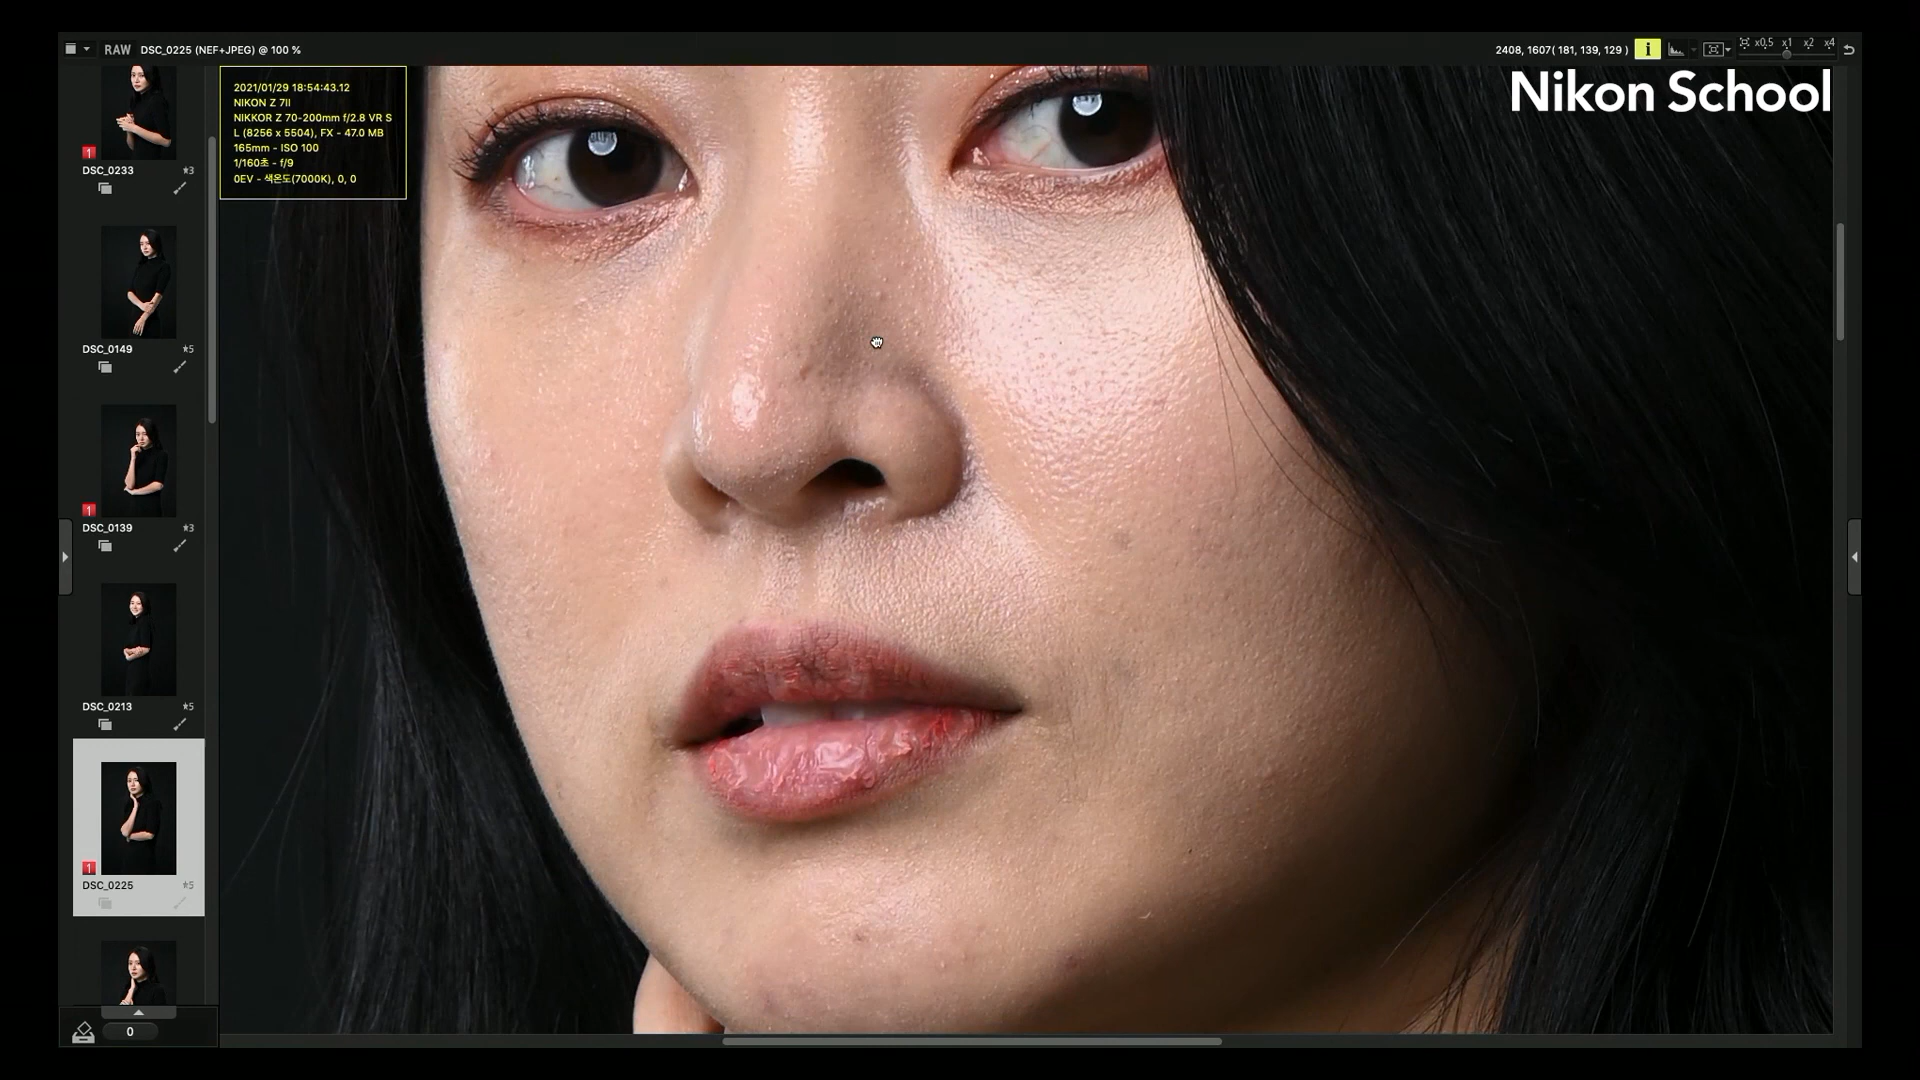 RAW DSC_0225 (NEF+JPEG) @ 100 %
2408, 1607( 181, 139, 129 ) i x0.5 x1 x2 x4
Nikon School
2021/01/29 18:54:43.12
NIKON Z 7II
NIKKOR Z 70-200mm f/2.8 VR S
L (8256 x 5504), FX - 47.0 MB
165mm - ISO 100
1/160초 - f/9
0EV - 색온도(7000K), 0, 0
1
DSC_0233 ★3
DSC_0149 ★5
1
DSC_0139 ★3
DSC_0213 ★5
1
DSC_0225 ★5
0